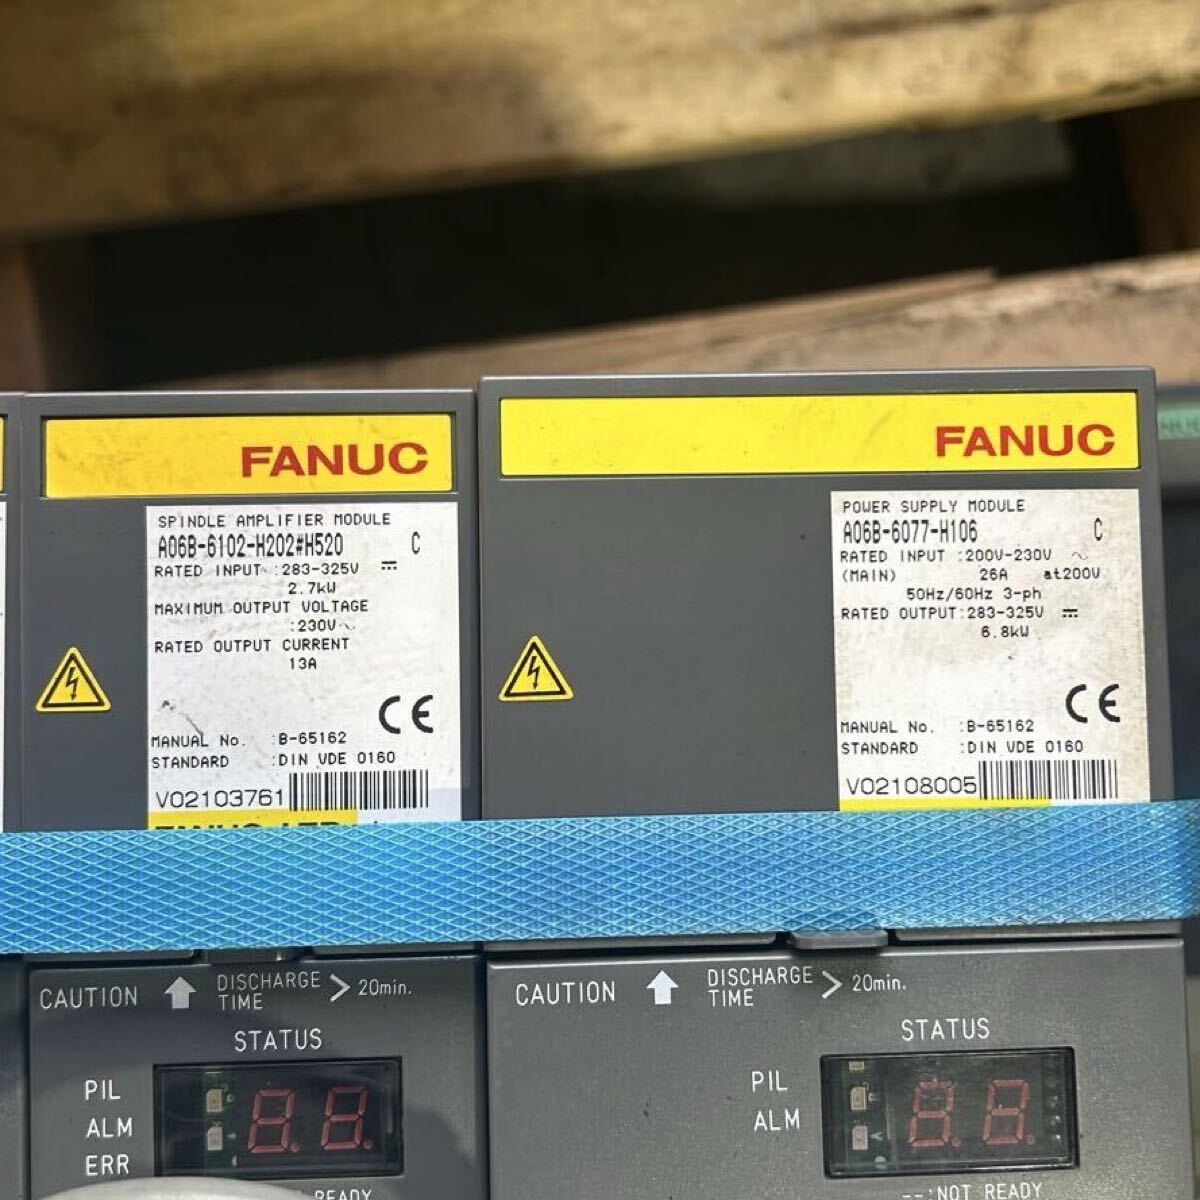 FANUC
SPINDLE AMPLIFIER MODULE
A06B-6102-H202#H520 C
RATED INPUT :283-325V ⎓
2.7kW
MAXIMUM OUTPUT VOLTAGE
:230V~
RATED OUTPUT CURRENT
13A
CE
MANUAL No. :B-65162
STANDARD :DIN VDE 0160
V02103761
FANUC LTD
CAUTION DISCHARGE TIME > 20min.
STATUS
PIL
ALM
ERR
READY
FANUC
POWER SUPPLY MODULE
A06B-6077-H106 C
RATED INPUT :200V-230V ~
(MAIN) 26A at200V
50Hz/60Hz 3-ph
RATED OUTPUT:283-325V ⎓
6.8kW
CE
MANUAL No. :B-65162
STANDARD :DIN VDE 0160
V02108005
CAUTION DISCHARGE TIME > 20min.
STATUS
PIL
ALM
--:NOT READY